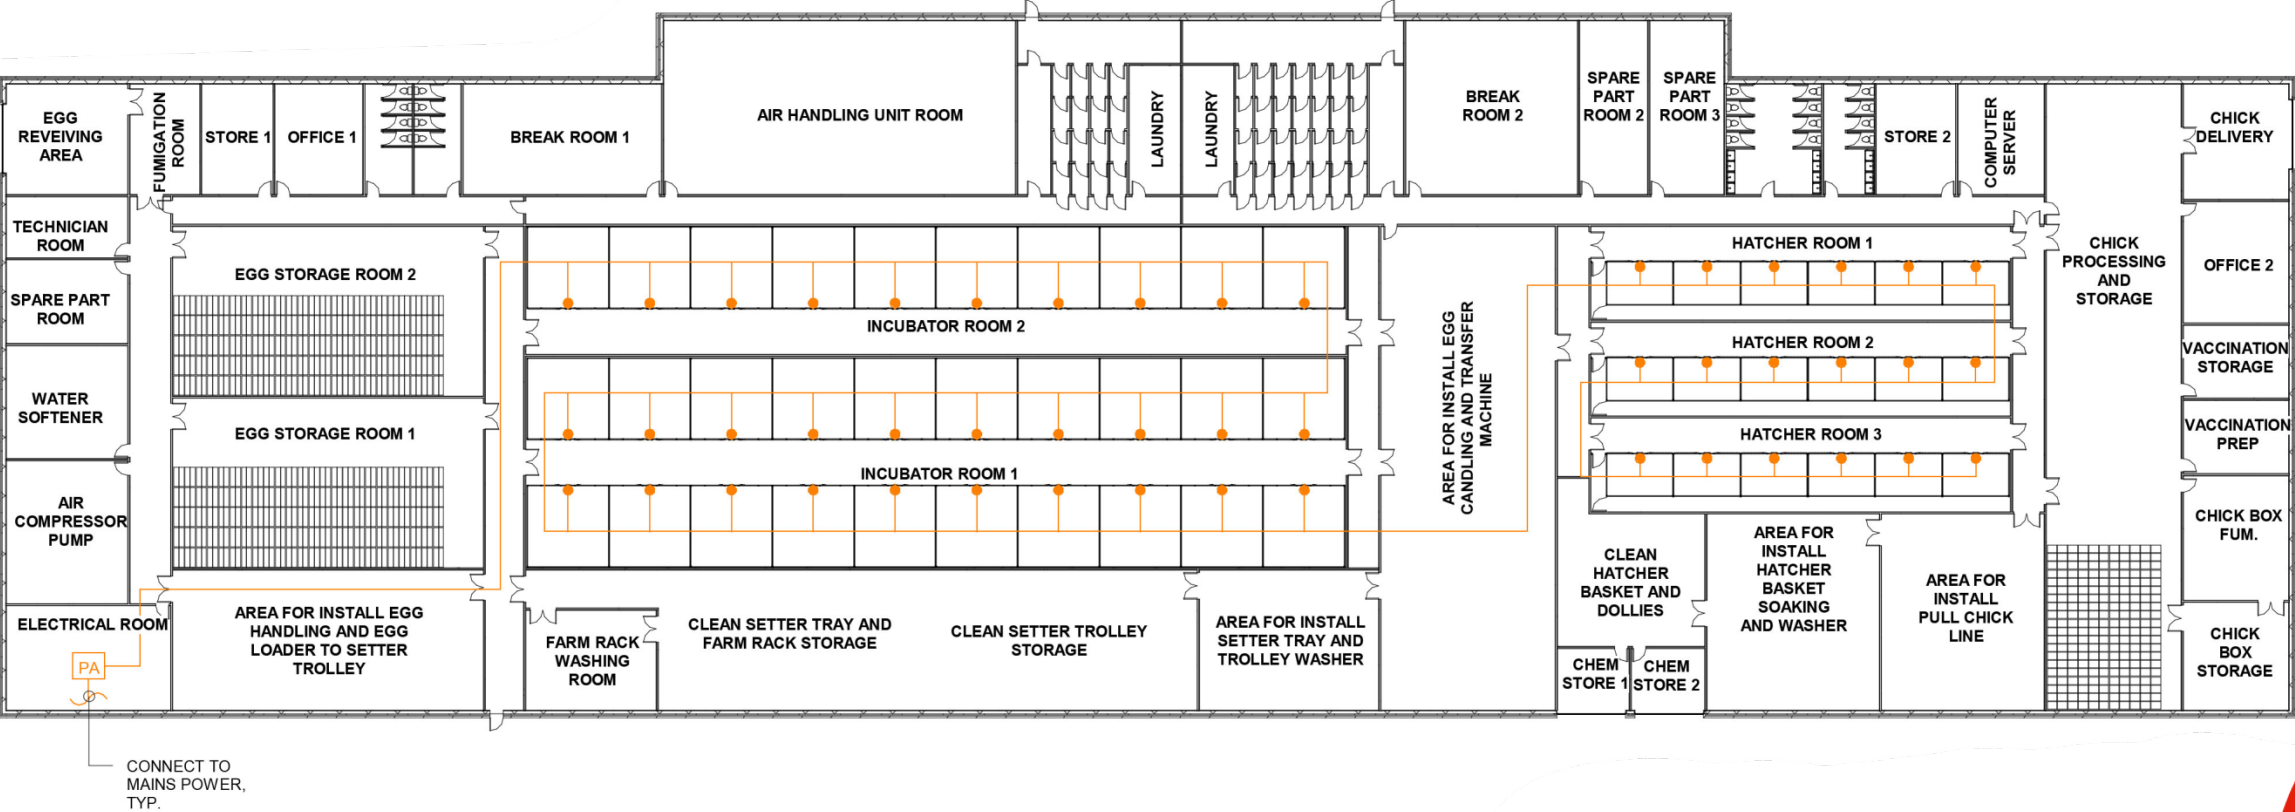 EGG
REVEIVING
AREA
FUMIGATION
ROOM
STORE 1
OFFICE 1
BREAK ROOM 1
AIR HANDLING UNIT ROOM
LAUNDRY
LAUNDRY
BREAK
ROOM 2
SPARE
PART
ROOM 2
SPARE
PART
ROOM 3
STORE 2
COMPUTER
SERVER
CHICK
DELIVERY
TECHNICIAN
ROOM
SPARE PART
ROOM
WATER
SOFTENER
AIR
COMPRESSOR
PUMP
ELECTRICAL ROOM
PA
CONNECT TO
MAINS POWER,
TYP.
EGG STORAGE ROOM 2
EGG STORAGE ROOM 1
AREA FOR INSTALL EGG
HANDLING AND EGG
LOADER TO SETTER
TROLLEY
INCUBATOR ROOM 2
INCUBATOR ROOM 1
FARM RACK
WASHING
ROOM
CLEAN SETTER TRAY AND
FARM RACK STORAGE
CLEAN SETTER TROLLEY
STORAGE
AREA FOR INSTALL
SETTER TRAY AND
TROLLEY WASHER
AREA FOR INSTALL EGG
CANDLING AND TRANSFER
MACHINE
HATCHER ROOM 1
HATCHER ROOM 2
HATCHER ROOM 3
CLEAN
HATCHER
BASKET AND
DOLLIES
CHEM
STORE 1
CHEM
STORE 2
AREA FOR
INSTALL
HATCHER
BASKET
SOAKING
AND WASHER
AREA FOR
INSTALL
PULL CHICK
LINE
CHICK
PROCESSING
AND
STORAGE
OFFICE 2
VACCINATION
STORAGE
VACCINATION
PREP
CHICK BOX
FUM.
CHICK
BOX
STORAGE